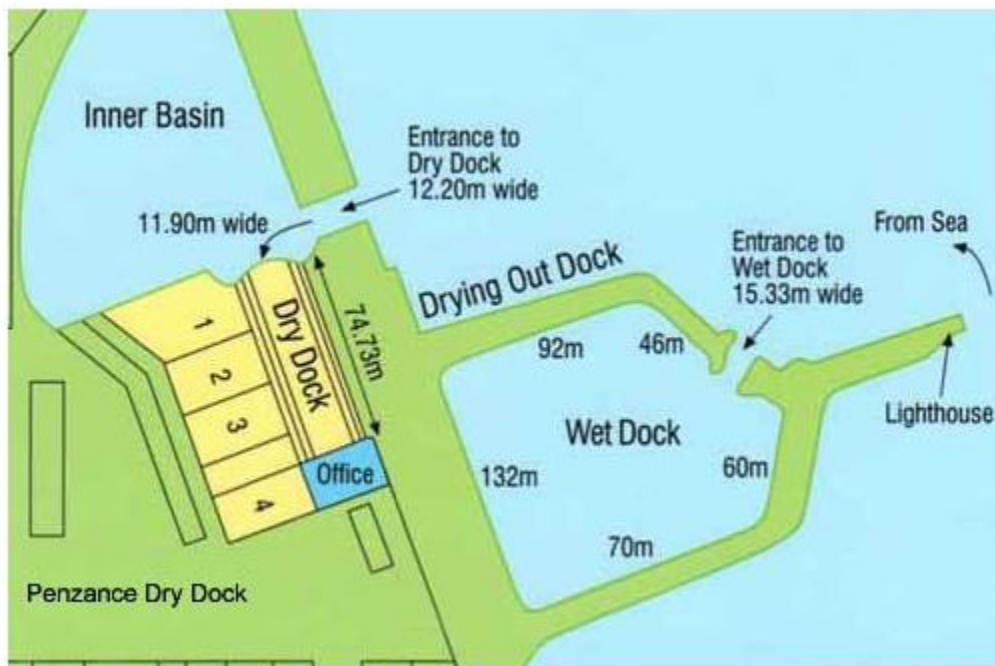 Inner Basin
Entrance to
Dry Dock
12.20m wide
11.90m wide
From Sea
Entrance to
Wet Dock
15.33m wide
Drying Out Dock
Dry Dock
74.73m
1
2
3
4
Office
92m
46m
Wet Dock
Lighthouse
132m
60m
70m
Penzance Dry Dock